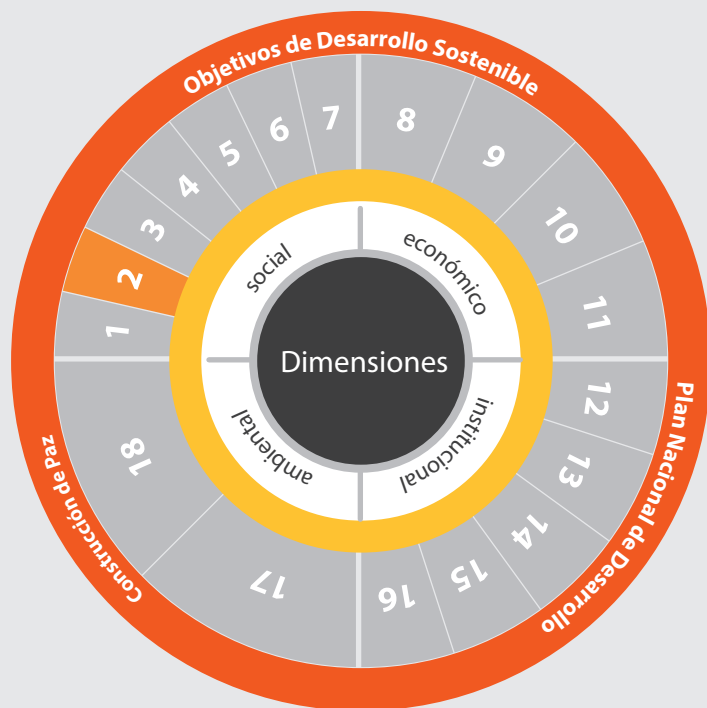 Objetivos de Desarrollo Sostenible
Plan Nacional de Desarrollo
Construcción de Paz
1
2
3
4
5
6
7
8
9
10
11
12
13
14
15
16
17
18
social
económico
institucional
ambiental
Dimensiones